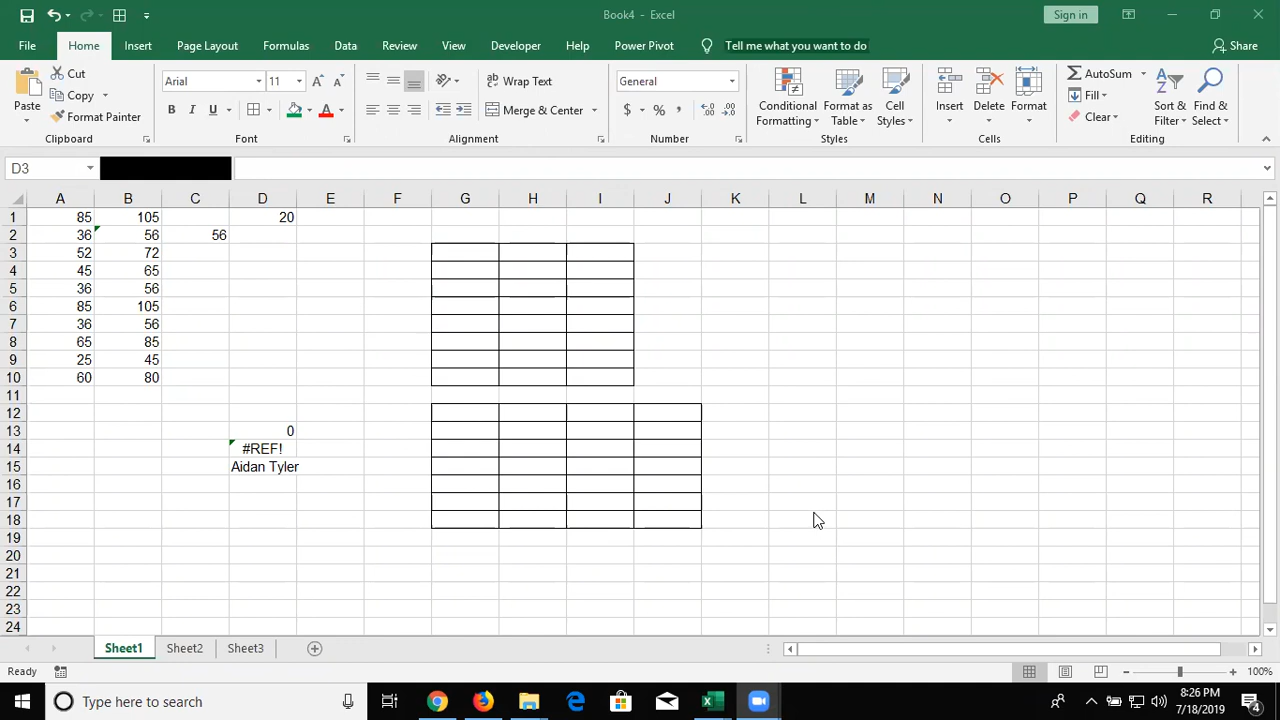 Book4 - Excel
Sign in
File Home Insert Page Layout Formulas Data Review View Developer Help Power Pivot Tell me what you want to do Share
Paste
Cut
Copy
Format Painter
Clipboard
Arial 11
B I U
Font
Wrap Text
Merge & Center
Alignment
General
$ % ,
Number
Conditional Formatting
Format as Table
Cell Styles
Styles
Insert Delete Format
Cells
AutoSum
Fill
Clear
Sort & Filter
Find & Select
Editing
D3
A B C D E F G H I J K L M N O P Q R
1 85 105 20
2 36 56 56
3 52 72
4 45 65
5 36 56
6 85 105
7 36 56
8 65 85
9 25 45
10 60 80
11
12
13 0
14 #REF!
15 Aidan Tyler
16
17
18
19
20
21
22
23
24
Sheet1 Sheet2 Sheet3
Ready
100%
Type here to search
8:26 PM
7/18/2019
4